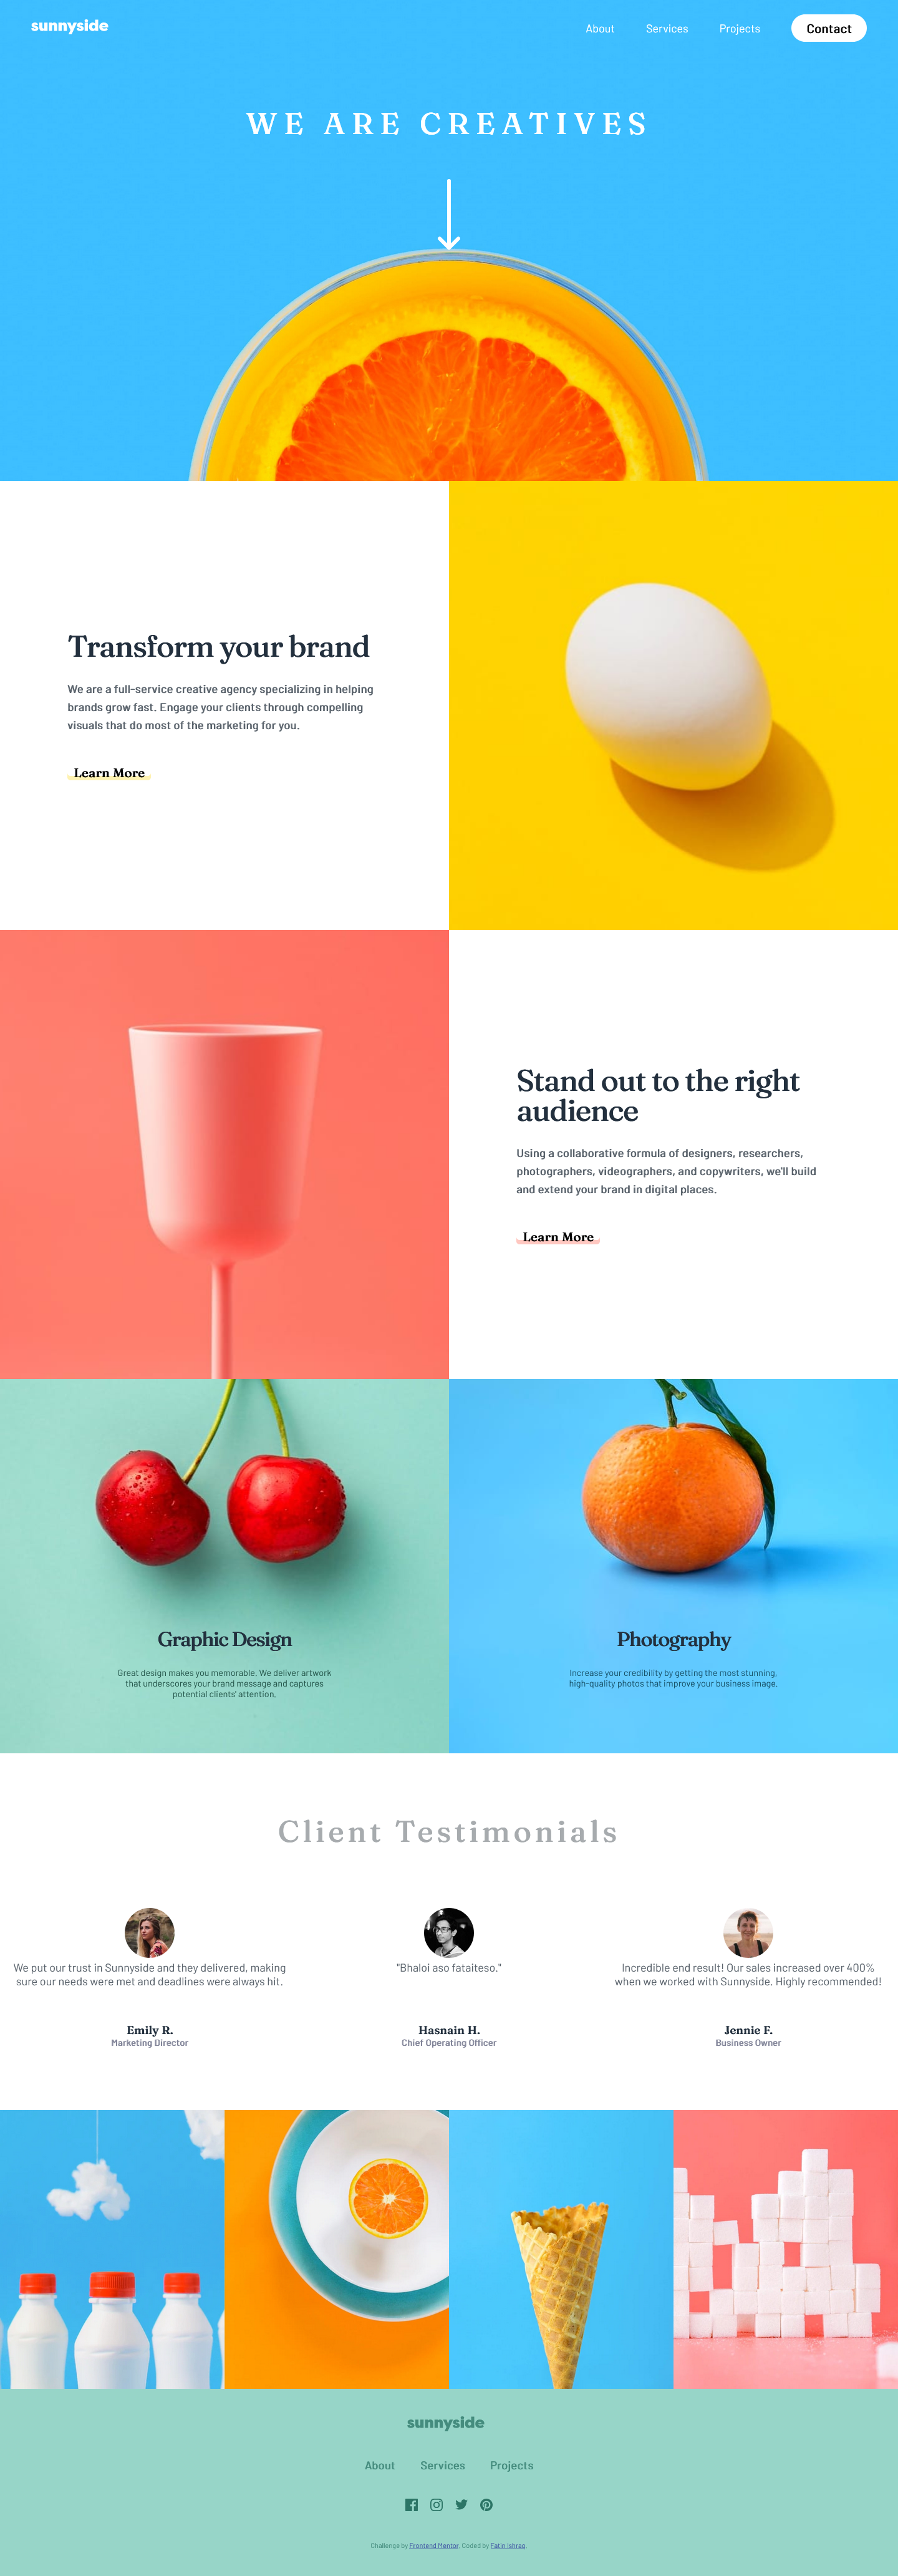 sunnyside
About Services Projects Contact
WE ARE CREATIVES
Transform your brand
We are a full-service creative agency specializing in helping
brands grow fast. Engage your clients through compelling
visuals that do most of the marketing for you.
Learn More
Stand out to the right
audience
Using a collaborative formula of designers, researchers,
photographers, videographers, and copywriters, we'll build
and extend your brand in digital places.
Learn More
Graphic Design
Great design makes you memorable. We deliver artwork
that underscores your brand message and captures
potential clients' attention.
Photography
Increase your credibility by getting the most stunning,
high-quality photos that improve your business image.
Client Testimonials
We put our trust in Sunnyside and they delivered, making
sure our needs were met and deadlines were always hit.
Emily R.
Marketing Director
"Bhaloi aso fataiteso."
Hasnain H.
Chief Operating Officer
Incredible end result! Our sales increased over 400%
when we worked with Sunnyside. Highly recommended!
Jennie F.
Business Owner
sunnyside
About Services Projects
Challenge by Frontend Mentor. Coded by Fatin Ishraq.